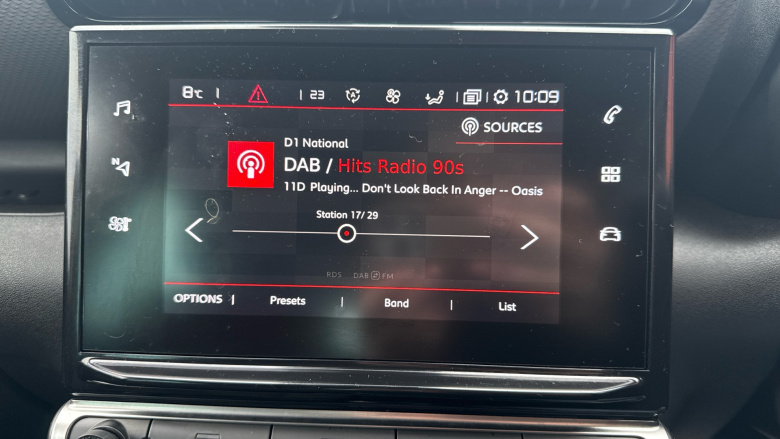 8°C | 23 A 10:09
SOURCES
D1 National
DAB / Hits Radio 90s
11D Playing... Don't Look Back In Anger -- Oasis
Station 17/ 29
N
RDS DAB FM
OPTIONS | Presets | Band | List